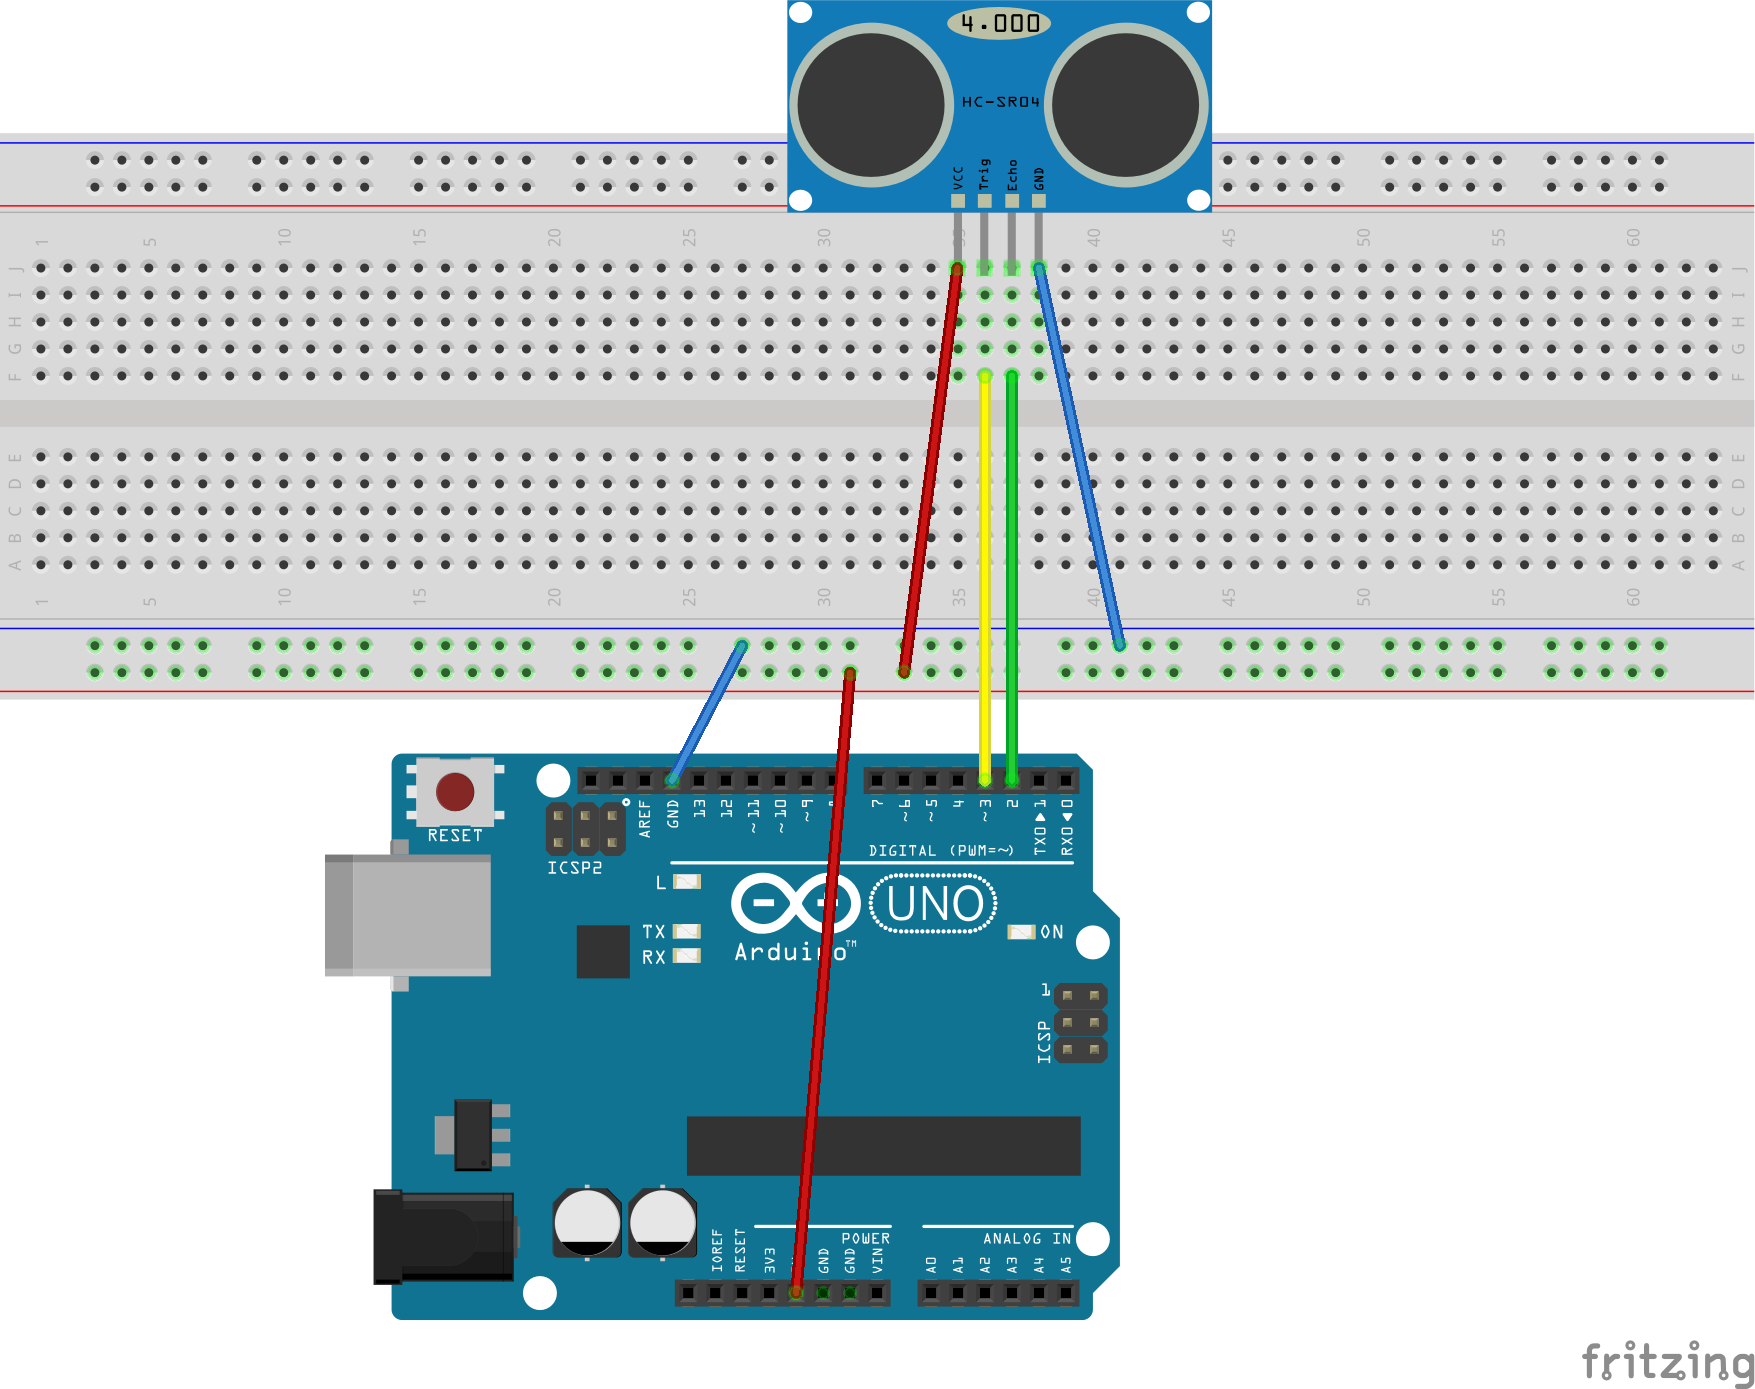 4.000
HC-SR04
VCC Trig Echo GND
1 5 10 15 20 25 30 35 40 45 50 55 60
J J
I I
H H
G G
F F
E E
D D
C C
B B
A A
1 5 10 15 20 25 30 35 40 45 50 55 60
RESET
ICSP2
AREF GND 13 12 ~11 ~10 ~9 7 ~6 ~5 4 ~3 2 TX0▶1 RX0◀0
DIGITAL (PWM=~)
L
TX
RX
UNO
Arduino™
ON
1
ICSP
POWER
ANALOG IN
IOREF RESET 3V3 GND GND VIN A0 A1 A2 A3 A4 A5
fritzing